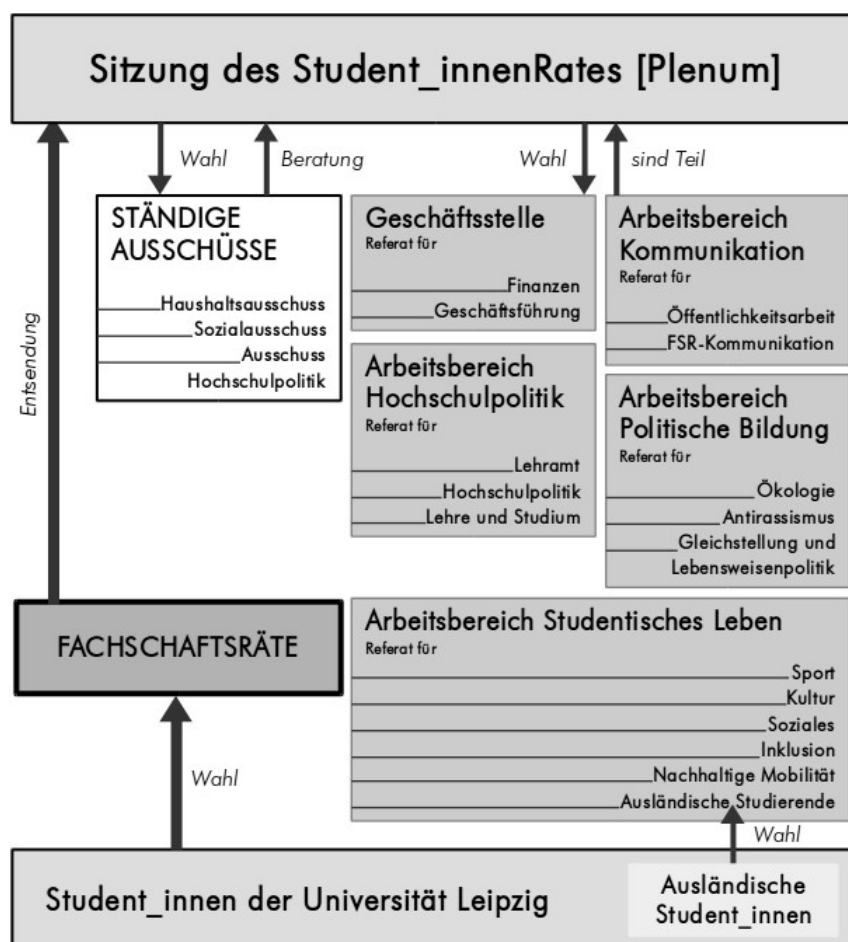 Sitzung des Student_innenRates [Plenum]
Wahl
Beratung
Wahl
sind Teil
Entsendung
STÄNDIGE
AUSSCHÜSSE
Haushaltsausschuss
Sozialausschuss
Ausschuss
Hochschulpolitik
Geschäftsstelle
Referat für
Finanzen
Geschäftsführung
Arbeitsbereich
Kommunikation
Referat für
Öffentlichkeitsarbeit
FSR-Kommunikation
Arbeitsbereich
Hochschulpolitik
Referat für
Lehramt
Hochschulpolitik
Lehre und Studium
Arbeitsbereich
Politische Bildung
Referat für
Ökologie
Antirassismus
Gleichstellung und
Lebensweisenpolitik
FACHSCHAFTSRÄTE
Arbeitsbereich Studentisches Leben
Referat für
Sport
Kultur
Soziales
Inklusion
Nachhaltige Mobilität
Ausländische Studierende
Wahl
Wahl
Student_innen der Universität Leipzig
Ausländische
Student_innen